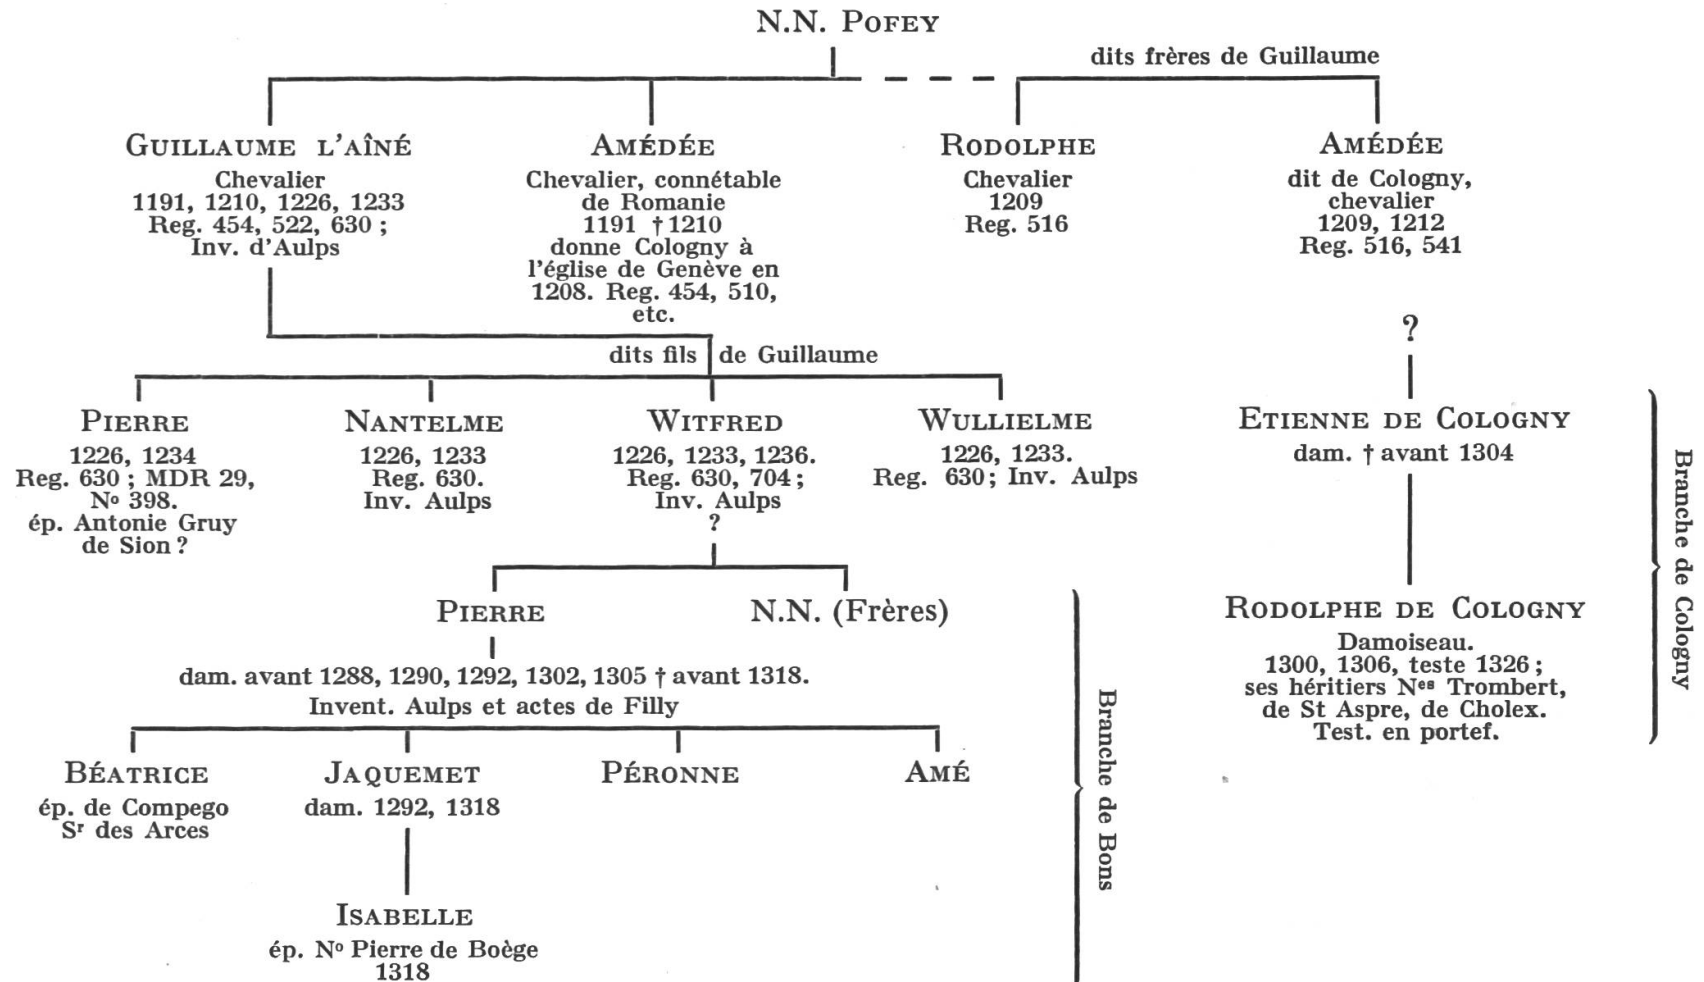 N.N. POFEY
dits frères de Guillaume
GUILLAUME L'AÎNÉ
Chevalier
1191, 1210, 1226, 1233
Reg. 454, 522, 630 ;
Inv. d'Aulps
AMÉDÉE
Chevalier, connétable
de Romanie
1191 † 1210
donne Cologny à
l'église de Genève en
1208. Reg. 454, 510,
etc.
RODOLPHE
Chevalier
1209
Reg. 516
AMÉDÉE
dit de Cologny,
chevalier
1209, 1212
Reg. 516, 541
?
dits fils de Guillaume
PIERRE
1226, 1234
Reg. 630 ; MDR 29,
Nº 398.
ép. Antonie Gruy
de Sion ?
NANTELME
1226, 1233
Reg. 630.
Inv. Aulps
WITFRED
1226, 1233, 1236.
Reg. 630, 704 ;
Inv. Aulps
?
WULLIELME
1226, 1233.
Reg. 630; Inv. Aulps
ETIENNE DE COLOGNY
dam. † avant 1304
RODOLPHE DE COLOGNY
Damoiseau.
1300, 1306, teste 1326 ;
ses héritiers Nᵉˢ Trombert,
de St Aspre, de Cholex.
Test. en portef.
Branche de Cologny
PIERRE
N.N. (Frères)
dam. avant 1288, 1290, 1292, 1302, 1305 † avant 1318.
Invent. Aulps et actes de Filly
BÉATRICE
ép. de Compego
Sʳ des Arces
JAQUEMET
dam. 1292, 1318
PÉRONNE
AMÉ
ISABELLE
ép. Nº Pierre de Boège
1318
Branche de Bons